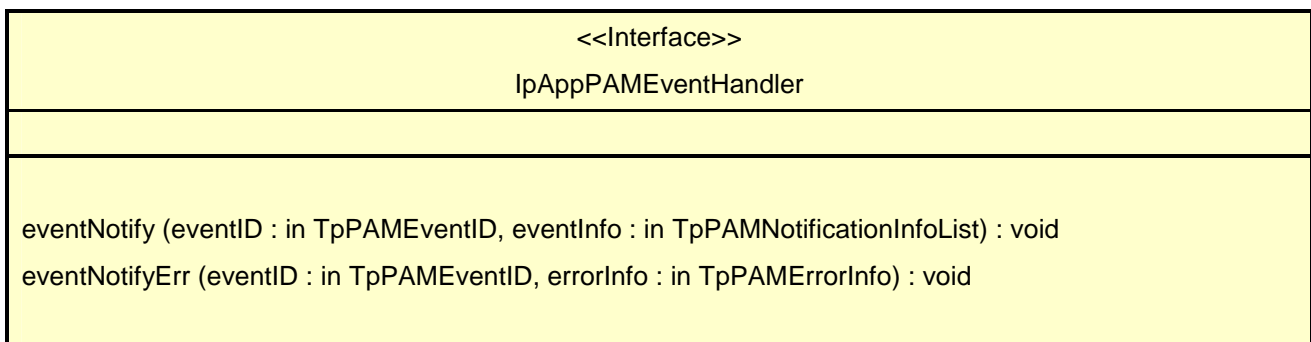 <<Interface>>
IpAppPAMEventHandler
eventNotify (eventID : in TpPAMEventID, eventInfo : in TpPAMNotificationInfoList) : void
eventNotifyErr (eventID : in TpPAMEventID, errorInfo : in TpPAMErrorInfo) : void